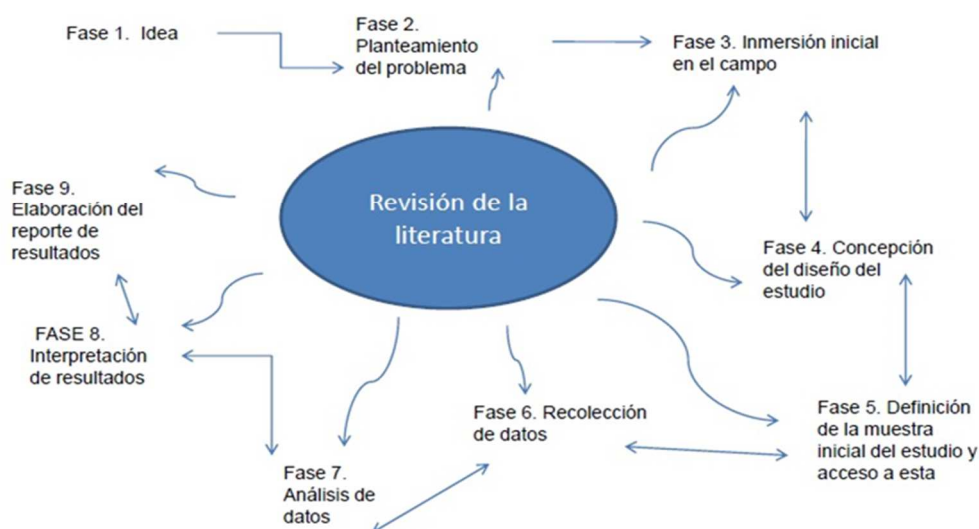 Fase 1. Idea
Fase 2.
Planteamiento
del problema
Fase 3. Inmersión inicial
en el campo
Revisión de la
literatura
Fase 4. Concepción
del diseño del
estudio
Fase 5. Definición
de la muestra
inicial del estudio y
acceso a esta
Fase 6. Recolección
de datos
Fase 7.
Análisis de
datos
FASE 8.
Interpretación
de resultados
Fase 9.
Elaboración del
reporte de
resultados